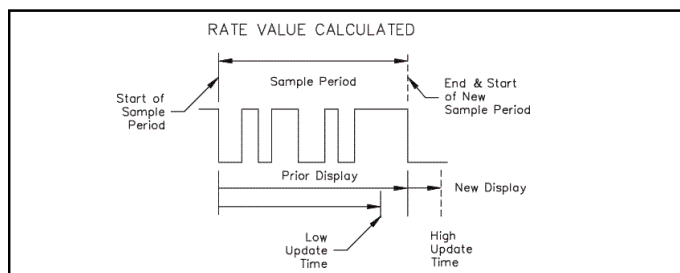 RATE VALUE CALCULATED
Sample Period
Start of
Sample
Period
End & Start
of New
Sample Period
Prior Display
New Display
Low
Update
Time
High
Update
Time